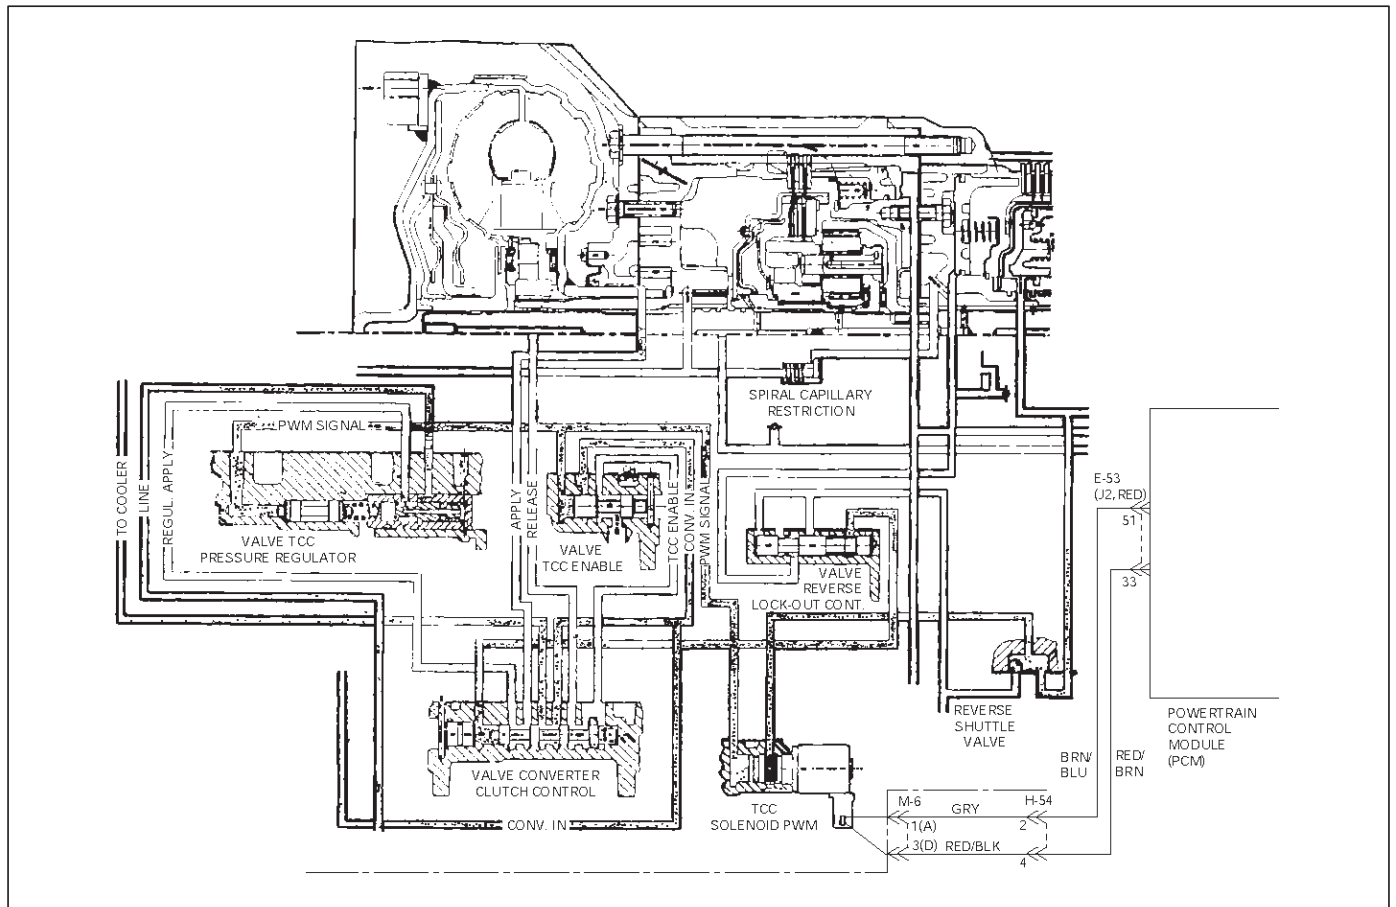 SPIRAL CAPILLARY
RESTRICTION
PWM SIGNAL
TO COOLER
LINE
REGUL. APPLY
APPLY
RELEASE
TCC ENABLE
CONV. IN
PWM SIGNAL
E-53
(J2, RED)
51
33
VALVE TCC
PRESSURE REGULATOR
VALVE
TCC ENABLE
VALVE
REVERSE
LOCK-OUT CONT.
REVERSE
SHUTTLE
VALVE
POWERTRAIN
CONTROL
MODULE
(PCM)
BRN/
BLU
RED/
BRN
VALVE CONVERTER
CLUTCH CONTROL
CONV. IN
TCC
SOLENOID PWM
M-6
GRY
H-54
1(A)
2
3(D)
RED/BLK
4